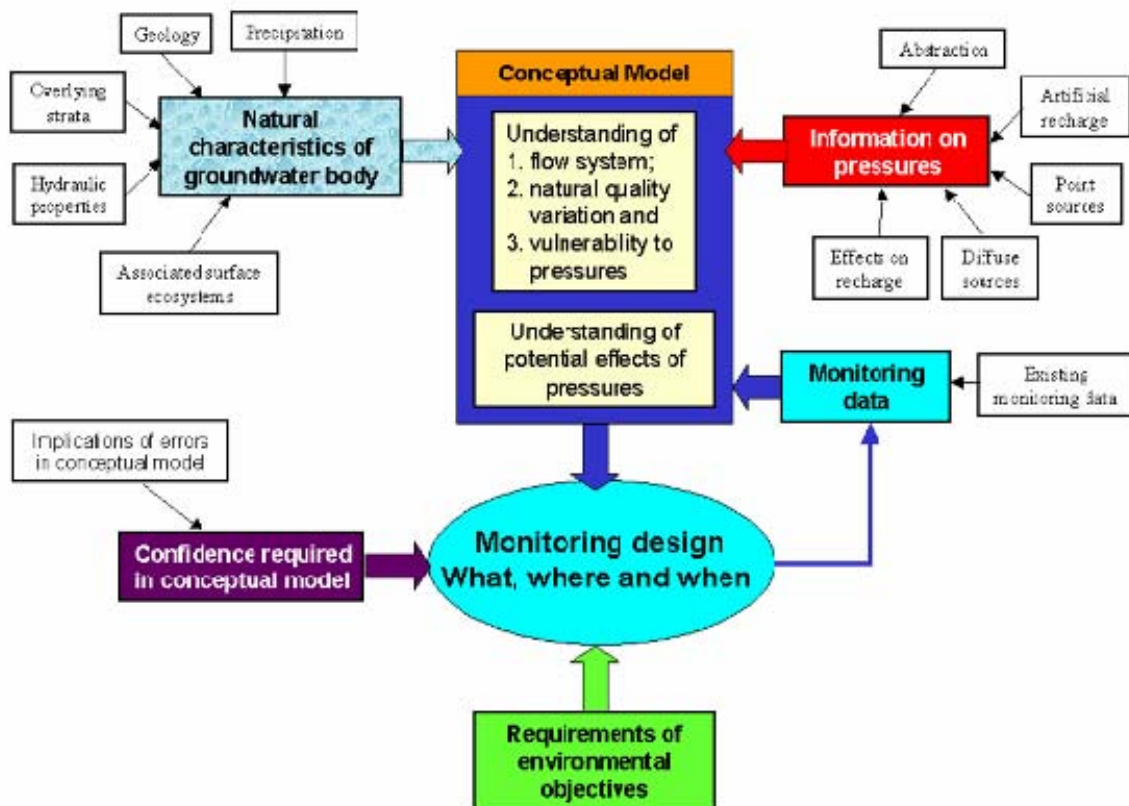 Geology
Precipitation
Overlying
strata
Natural
characteristics of
groundwater body
Hydraulic
properties
Associated surface
ecosystems
Conceptual Model
Understanding of
1. flow system;
2. natural quality
variation and
3. vulnerablity to
pressures
Understanding of
potential effects of
pressures
Abstraction
Artificial
recharge
Information on
pressures
Point
sources
Effects on
recharge
Diffuse
sources
Monitoring
data
Existing
monitoring data
Implications of errors
in conceptual model
Confidence required
in conceptual model
Monitoring design
What, where and when
Requirements of
environmental
objectives